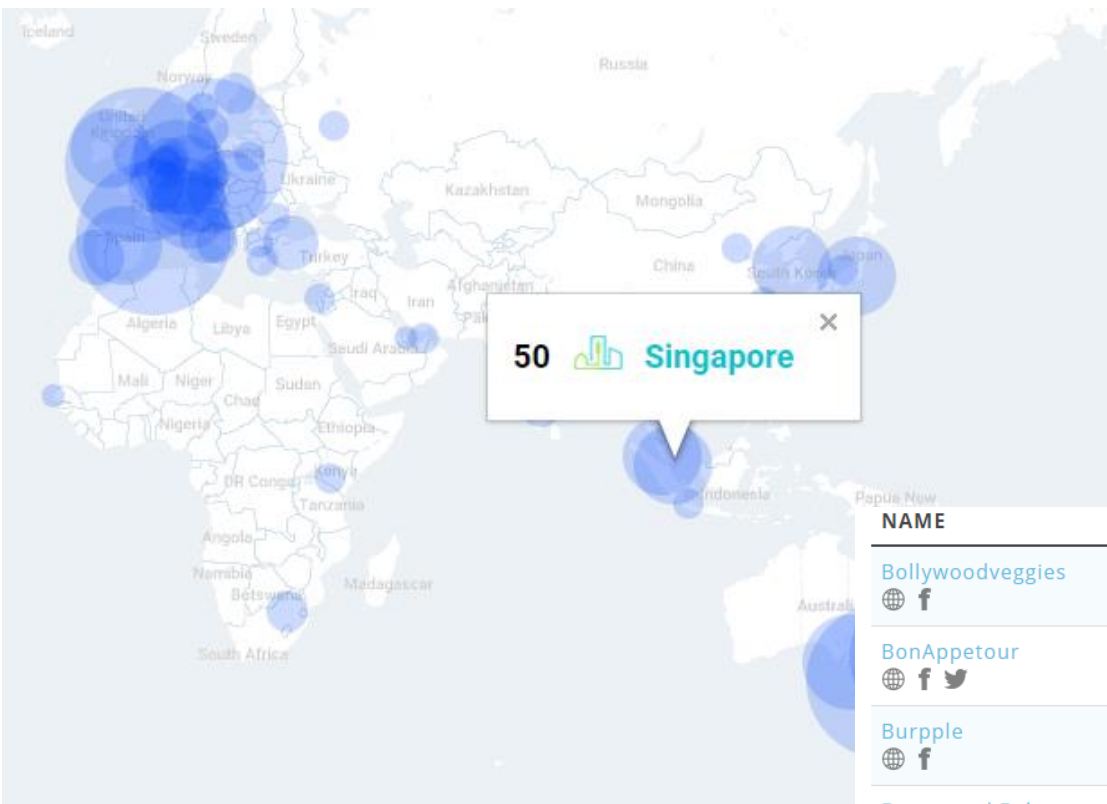 Iceland
Sweden
Norway
Russia
United
Kingdom
Ukraine
Kazakhstan
Mongolia
Spain
Turkey
China
South Korea
Japan
Afghanistan
Iraq
Iran
Algeria
Libya
Egypt
Saudi Arabia
50 Singapore
Mali
Niger
Sudan
Chad
Nigeria
Ethiopia
DR Congo
Kenya
Tanzania
Indonesia
Papua New
Angola
Namibia
Botswana
Madagascar
South Africa
Australi
NAME
Bollywoodveggies
BonAppetour
Burpple